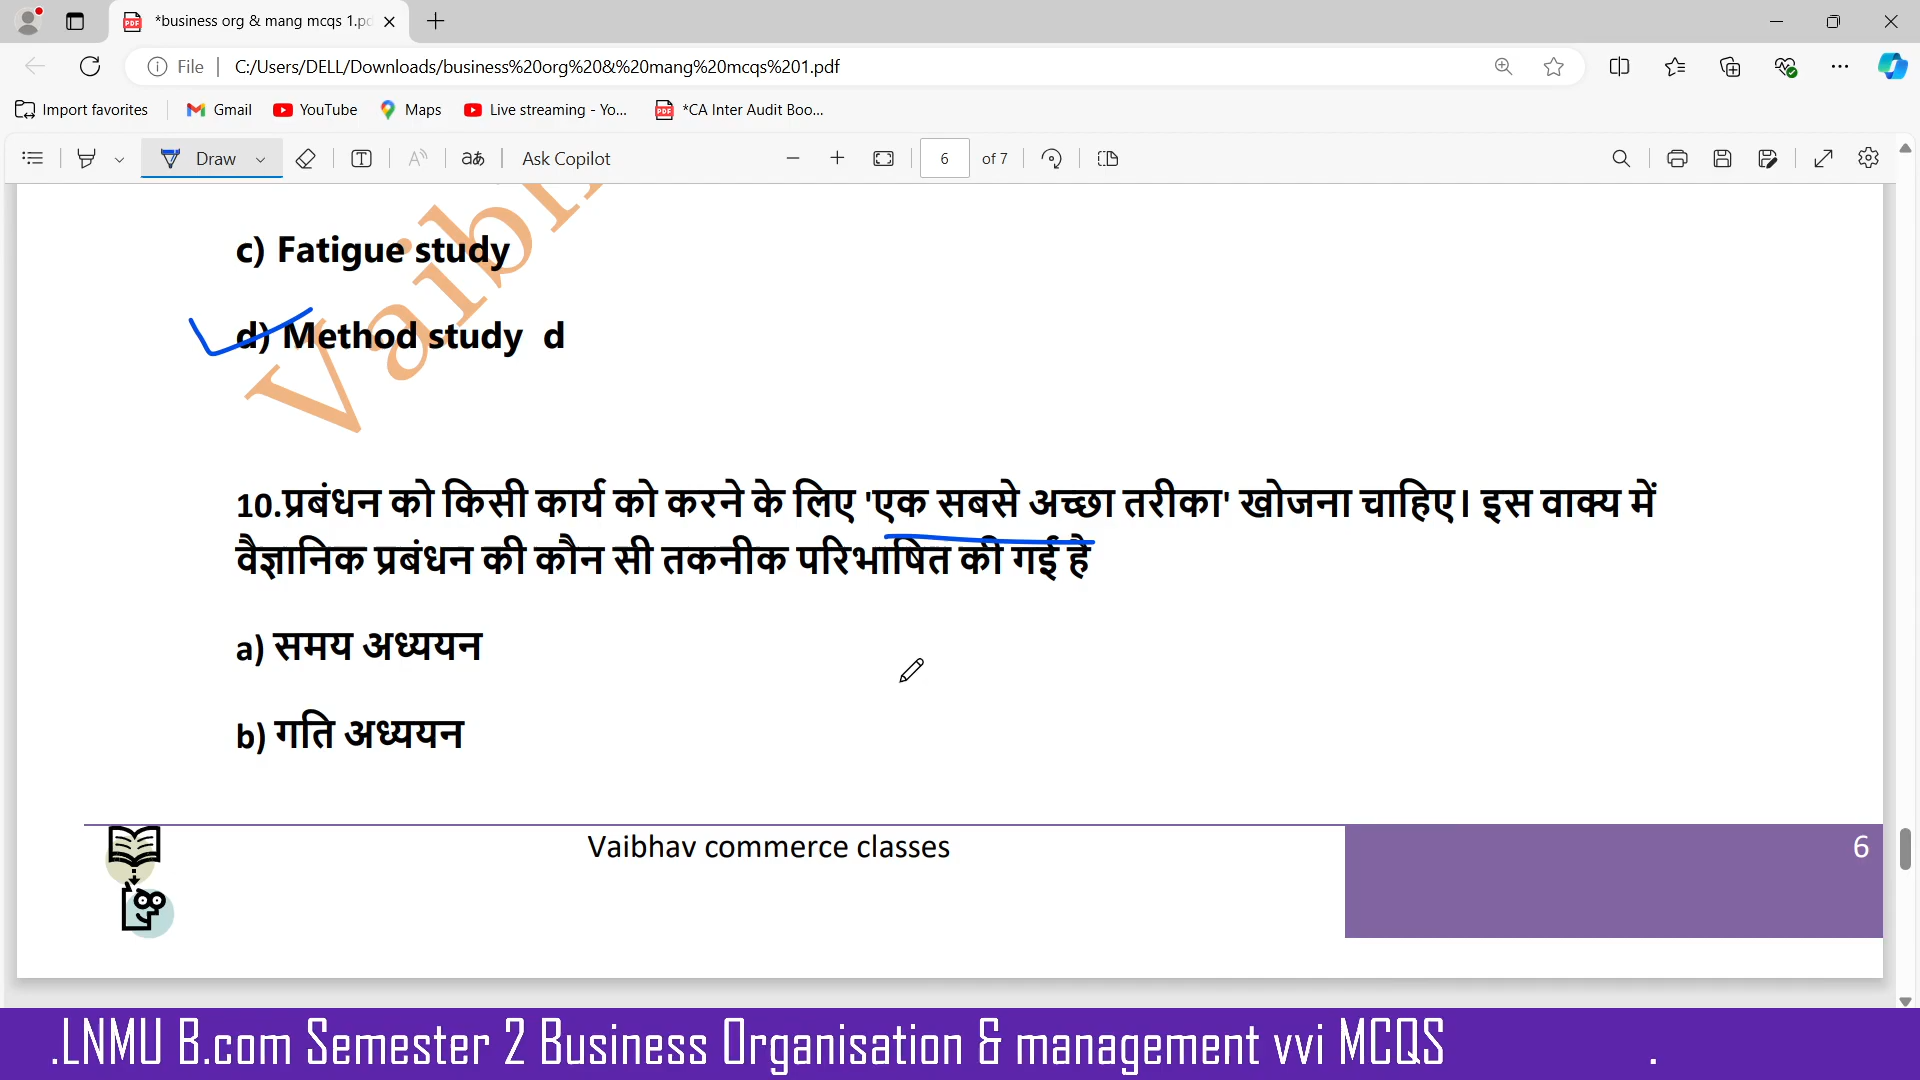 *business org & mang mcqs 1.pd
File
C:/Users/DELL/Downloads/business%20org%20&%20mang%20mcqs%201.pdf
Import favorites
Gmail
YouTube
Maps
Live streaming - Yo...
*CA Inter Audit Boo...
Draw
Ask Copilot
6
of 7
c) Fatigue study
d) Method study d
10.प्रबंधन को किसी कार्य को करने के लिए 'एक सबसे अच्छा तरीका' खोजना चाहिए। इस वाक्य में
वैज्ञानिक प्रबंधन की कौन सी तकनीक परिभाषित की गई है
a) समय अध्ययन
b) गति अध्ययन
Vaibhav commerce classes
6
.LNMU B.com Semester 2 Business Organisation & management vvi MCQS .